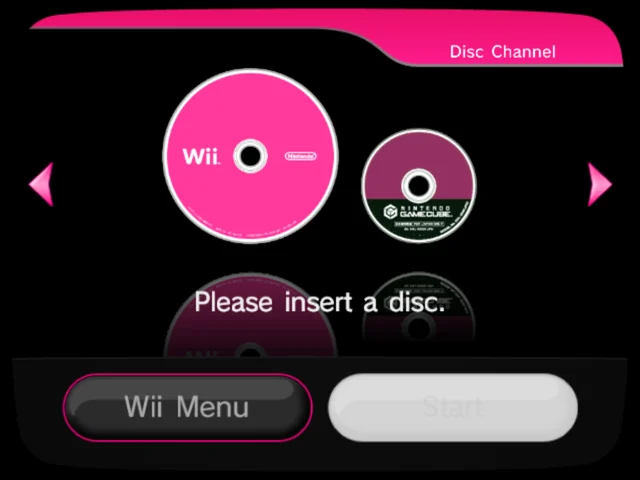 Disc Channel
Wii
Nintendo
NINTENDO
GAMECUBE
Please insert a disc.
Wii Menu
Start